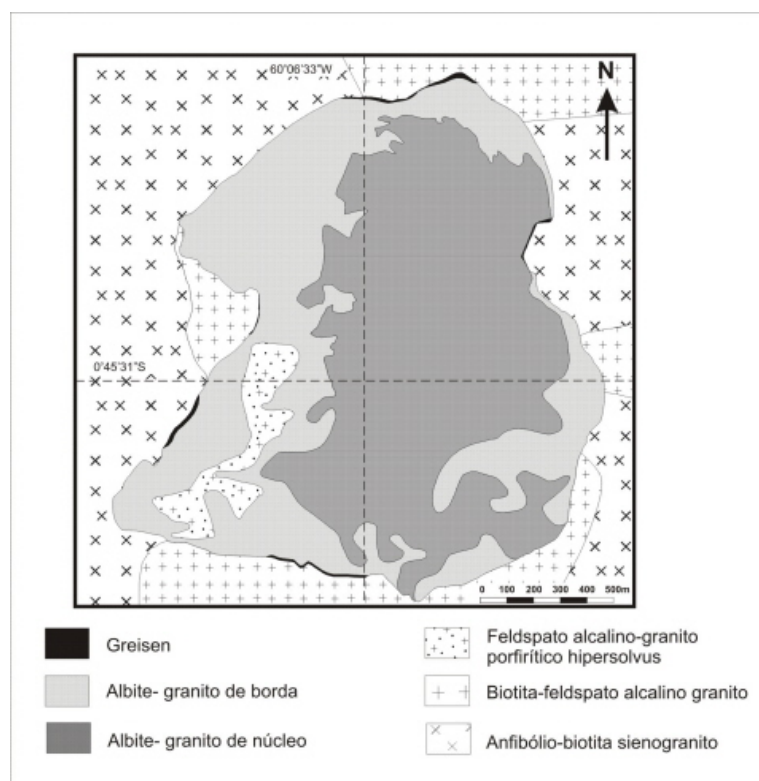 60°06'33"W
N
0°45'31"S
0 100 200 300 400 500m
Greisen
Albite- granito de borda
Albite- granito de núcleo
Feldspato alcalino-granito
porfirítico hipersolvus
Biotita-feldspato alcalino granito
Anfibólio-biotita sienogranito